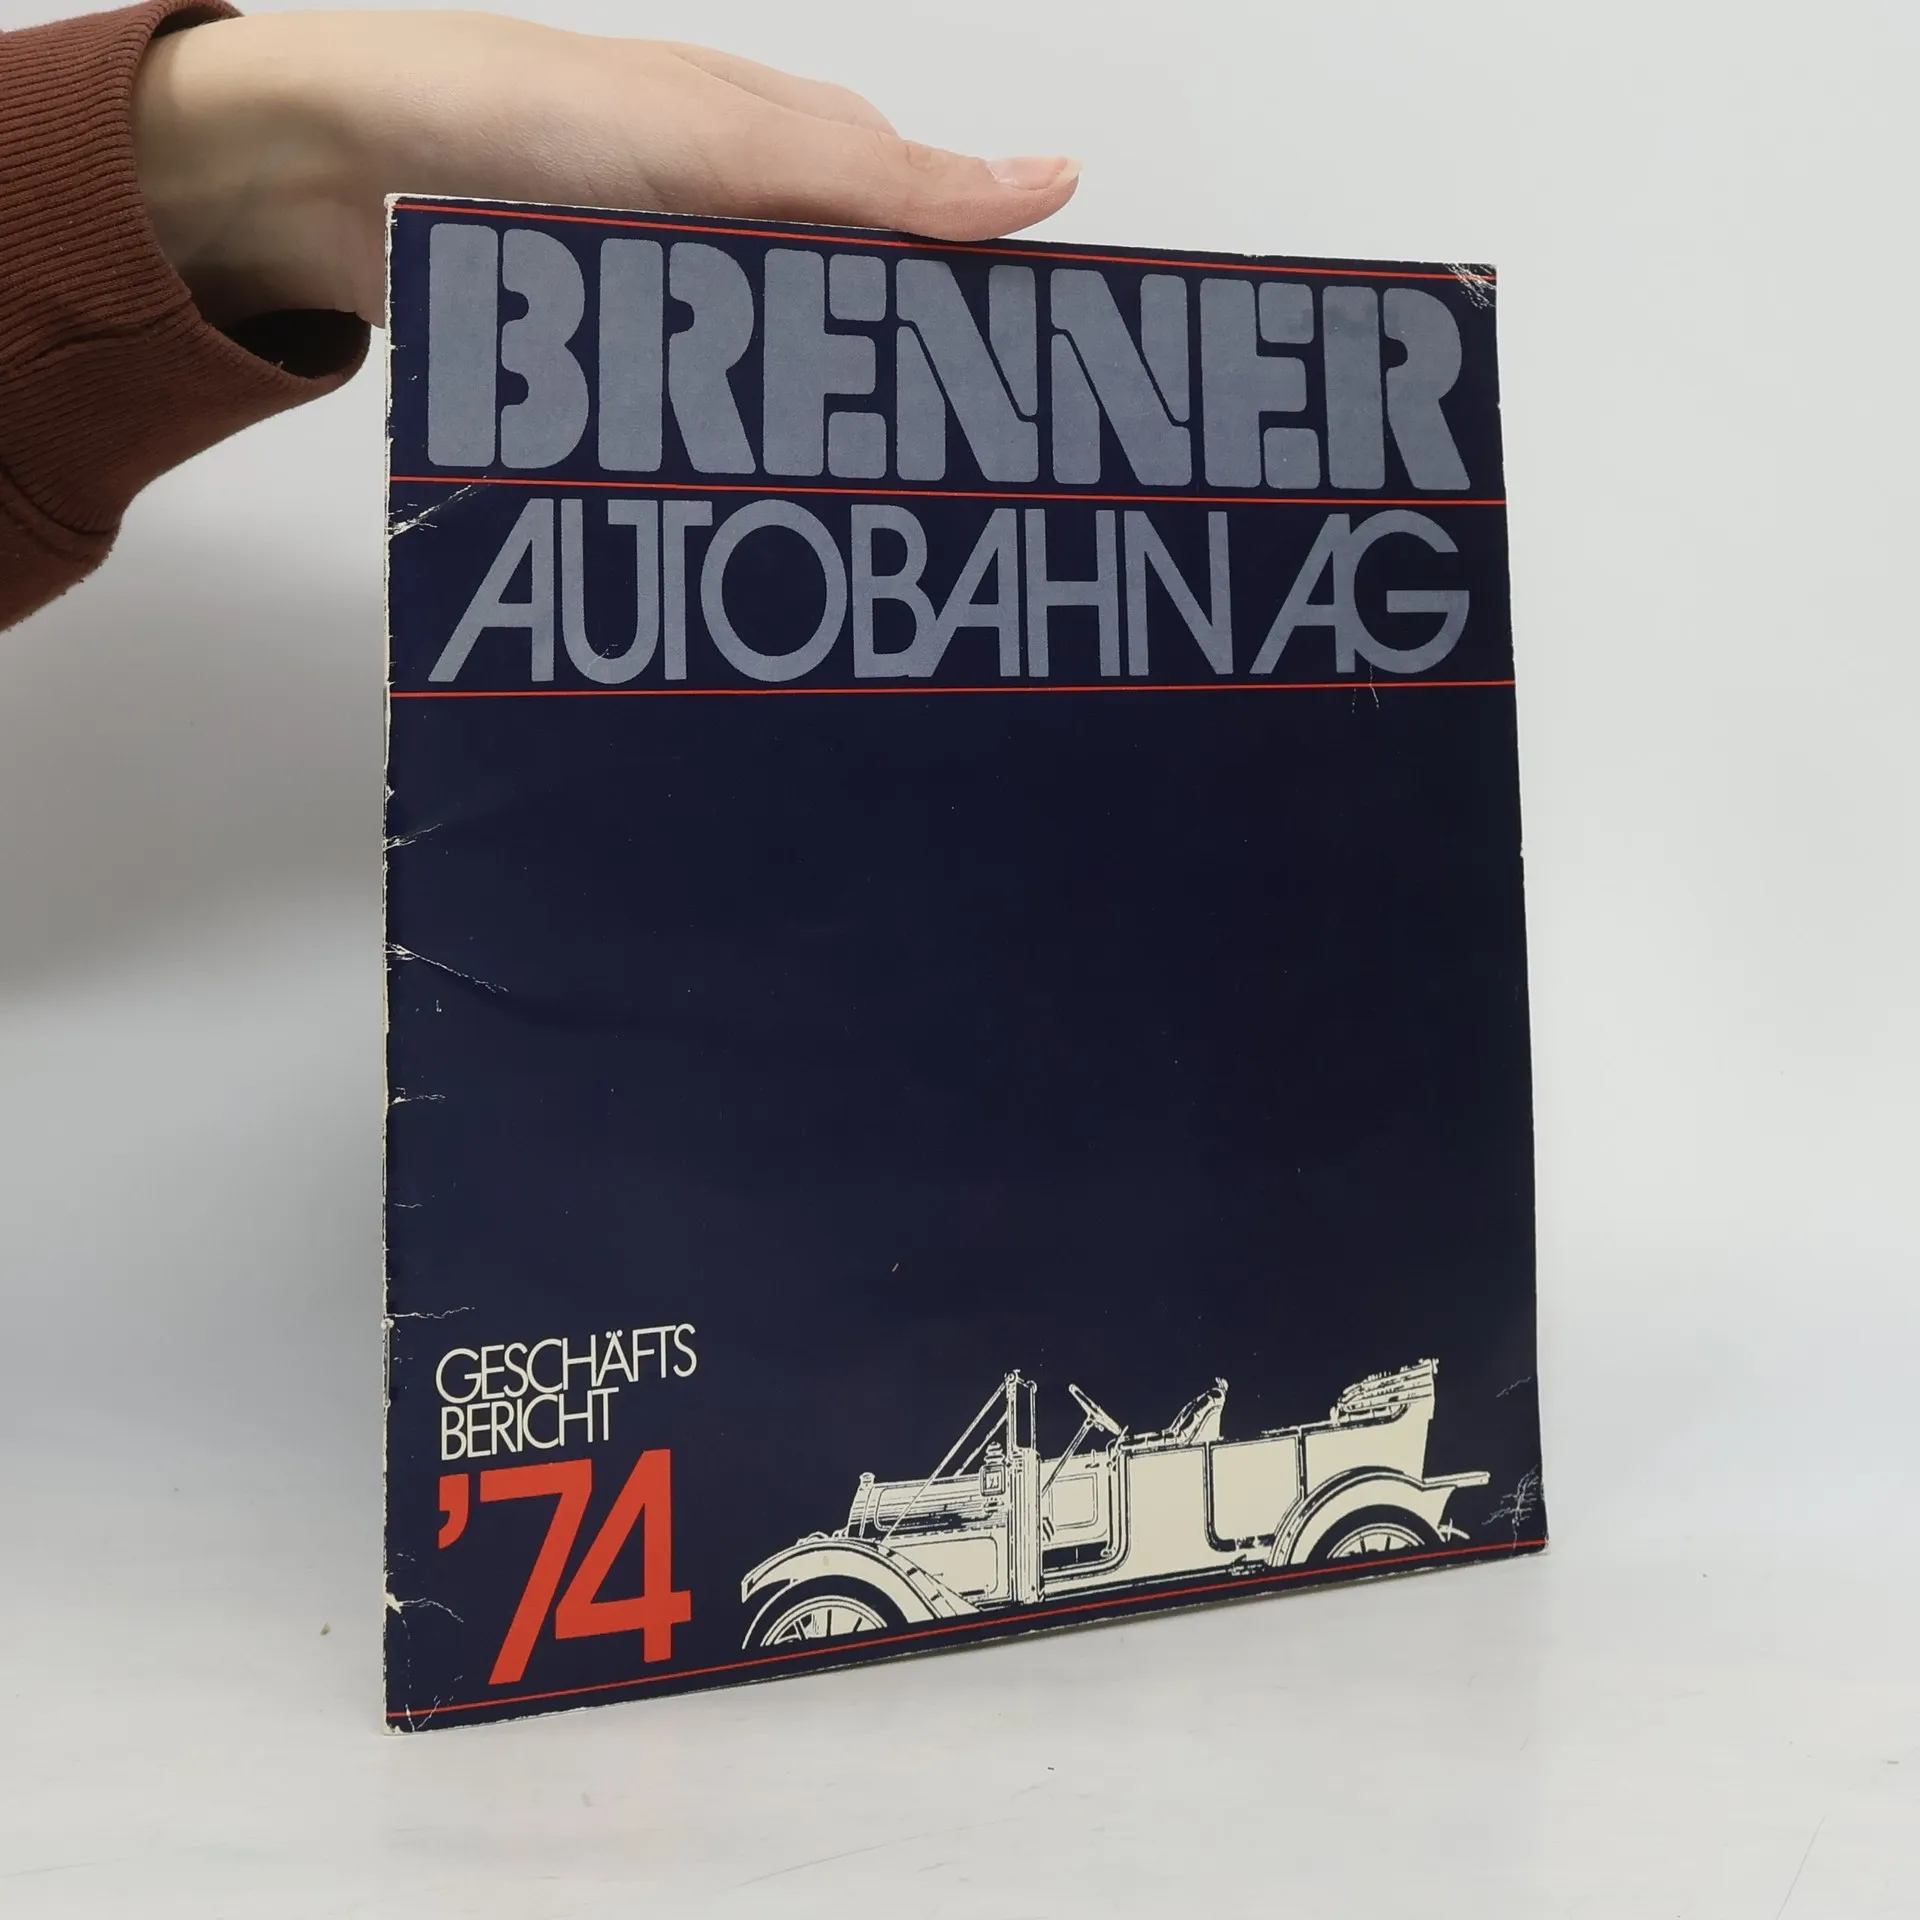 BRENNER
AUTOBAHN AG
GESCHÄFTS
BERICHT
'74